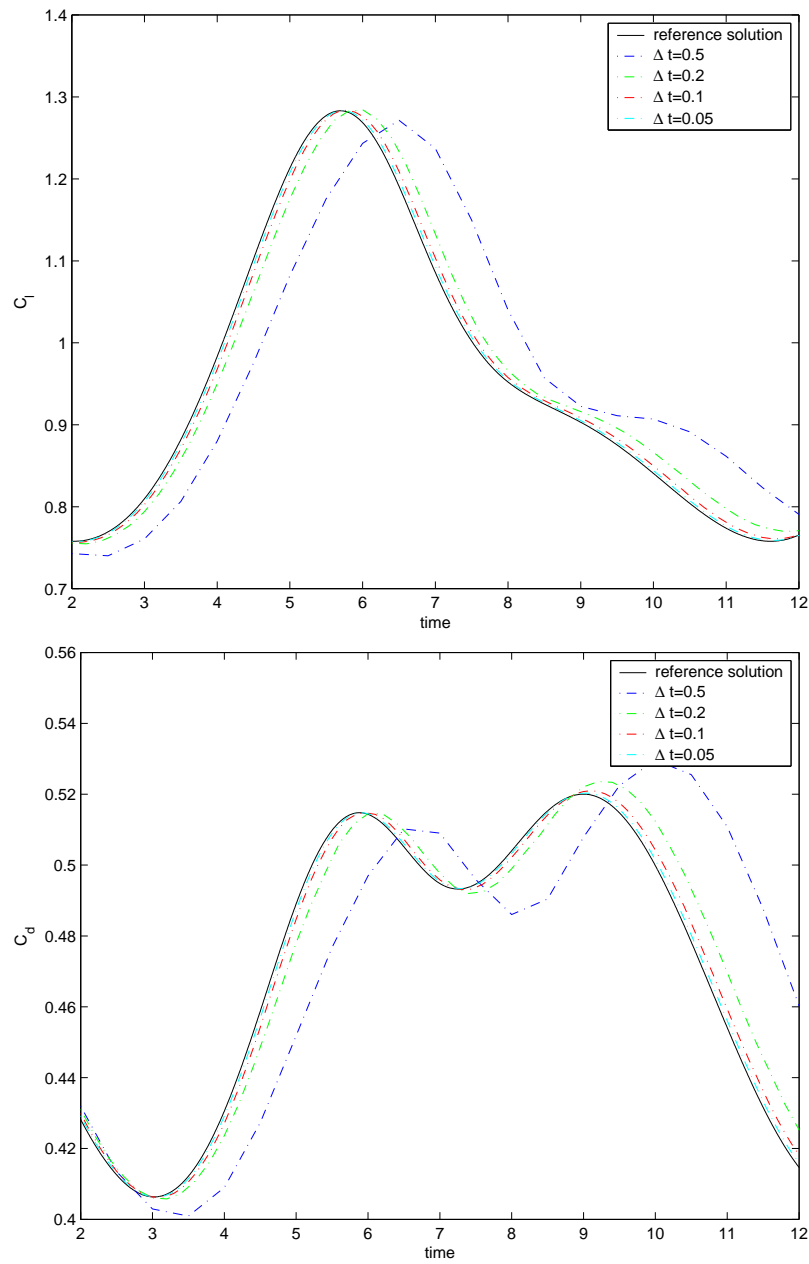 1.4
1.3
1.2
1.1
1
0.9
0.8
0.7
C_l
reference solution
Δ t=0.5
Δ t=0.2
Δ t=0.1
Δ t=0.05
2 3 4 5 6 7 8 9 10 11 12
time
0.56
0.54
0.52
0.5
0.48
0.46
0.44
0.42
0.4
C_d
reference solution
Δ t=0.5
Δ t=0.2
Δ t=0.1
Δ t=0.05
2 3 4 5 6 7 8 9 10 11 12
time